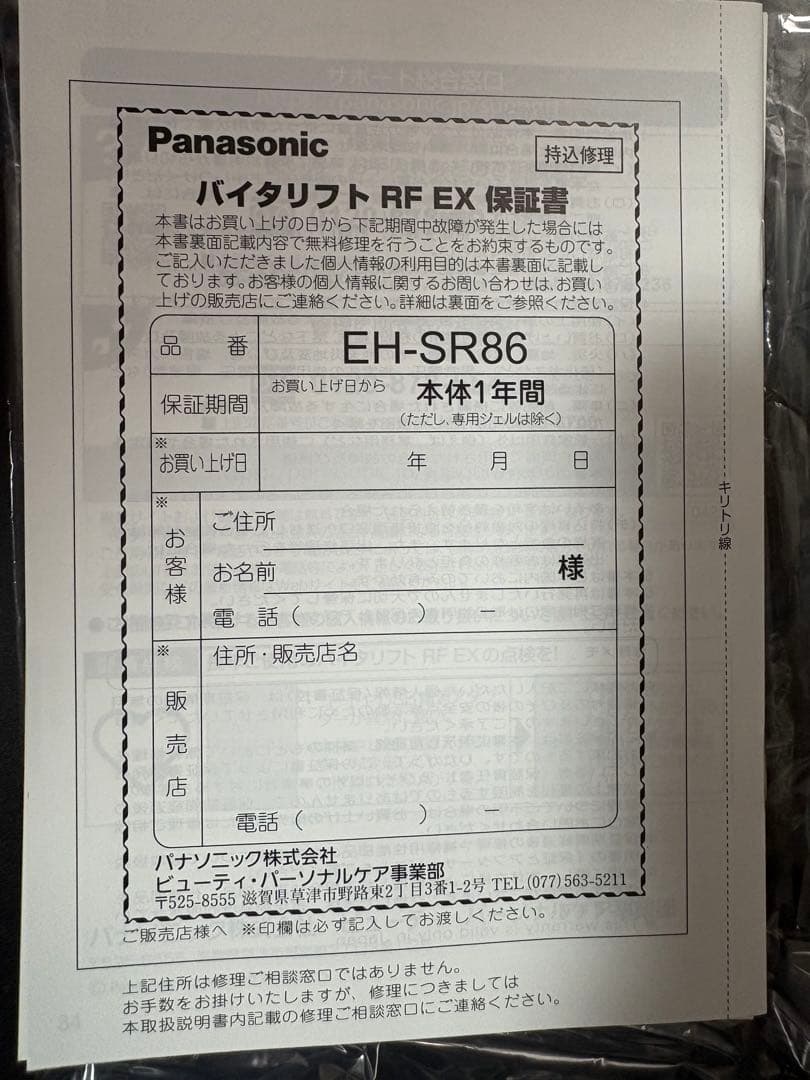 Panasonic
持込修理
バイタリフト RF EX 保証書
本書はお買い上げの日から下記期間中故障が発生した場合には
本書裏面記載内容で無料修理を行うことをお約束するものです。
ご記入いただきました個人情報の利用目的は本書裏面に記載し
ております。お客様の個人情報に関するお問い合わせは、お買い
上げの販売店にご連絡ください。詳細は裏面をご参照ください。
品 番 EH-SR86
保証期間 お買い上げ日から 本体1年間
(ただし、専用ジェルは除く)
※
お買い上げ日 年 月 日
※
お客様
ご住所
お名前 様
電 話 ( ) −
※
販売店
住所・販売店名
電話 ( ) −
パナソニック株式会社
ビューティ・パーソナルケア事業部
〒525-8555 滋賀県草津市野路東2丁目3番1-2号 TEL (077) 563-5211
ご販売店様へ ※印欄は必ず記入してお渡しください。
上記住所は修理ご相談窓口ではありません。
お手数をお掛けいたしますが、修理につきましては
本取扱説明書内記載の修理ご相談窓口にご連絡ください。
キリトリ線
84